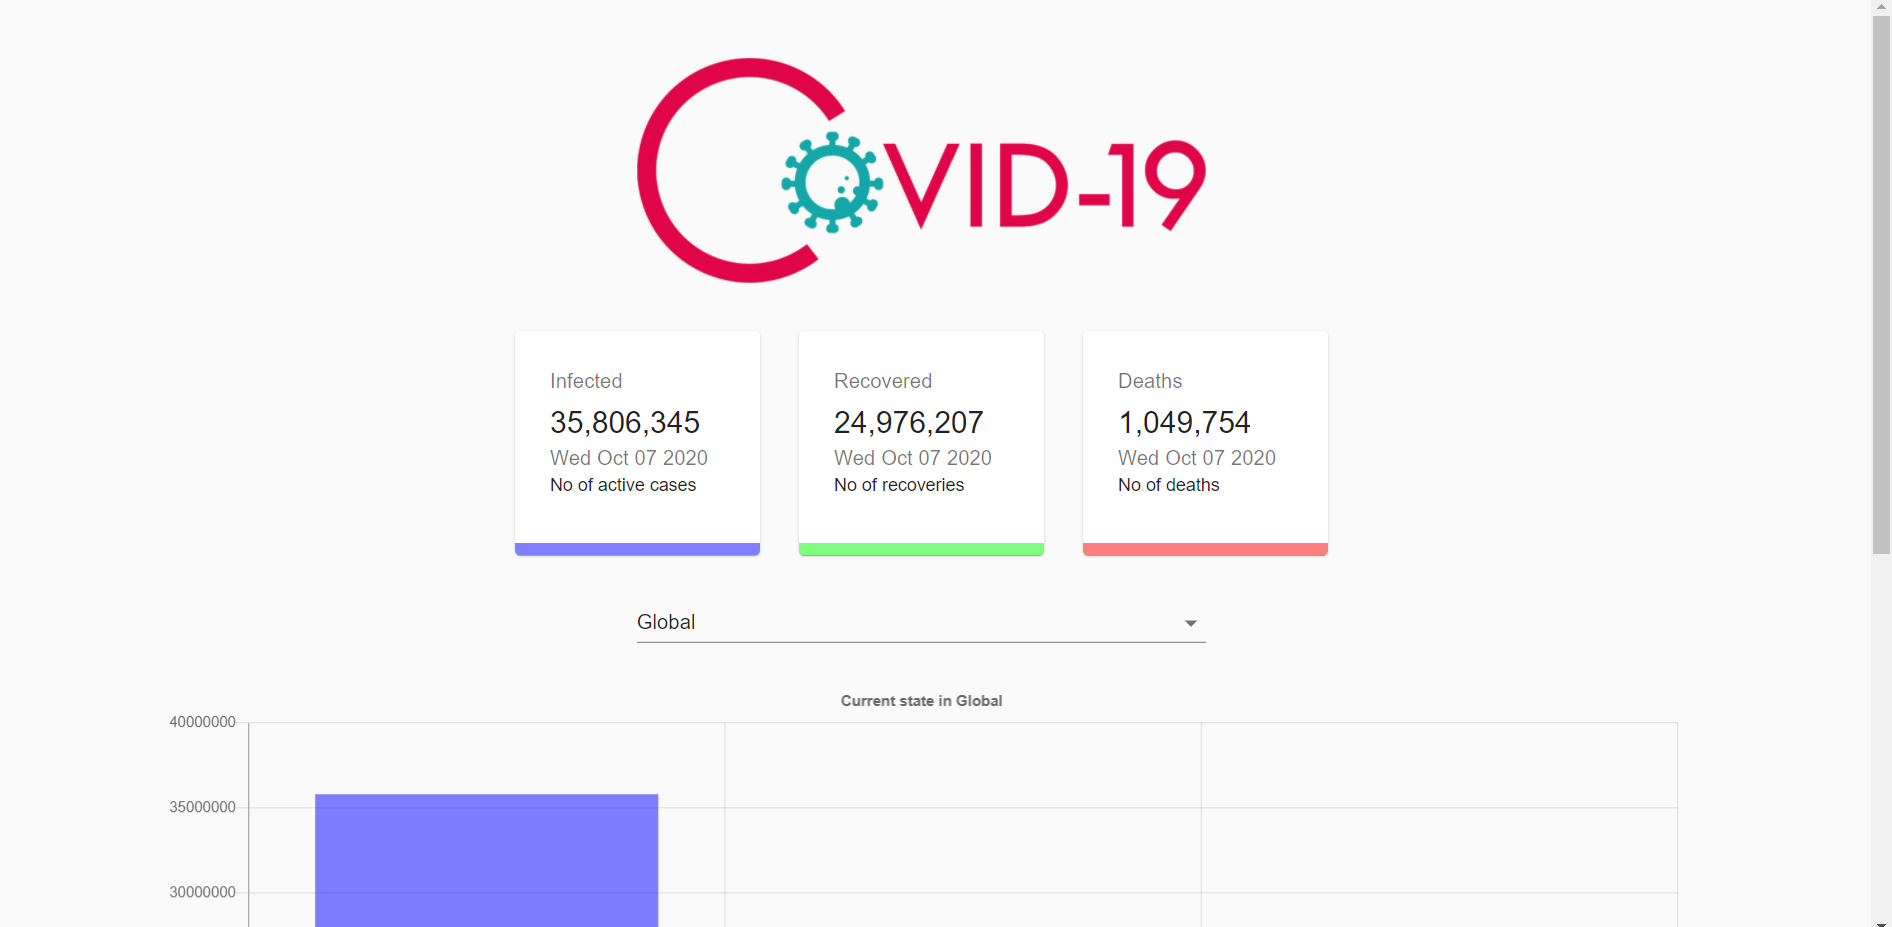 COVID-19
Infected
35,806,345
Wed Oct 07 2020
No of active cases
Recovered
24,976,207
Wed Oct 07 2020
No of recoveries
Deaths
1,049,754
Wed Oct 07 2020
No of deaths
Global
Current state in Global
40000000
35000000
30000000